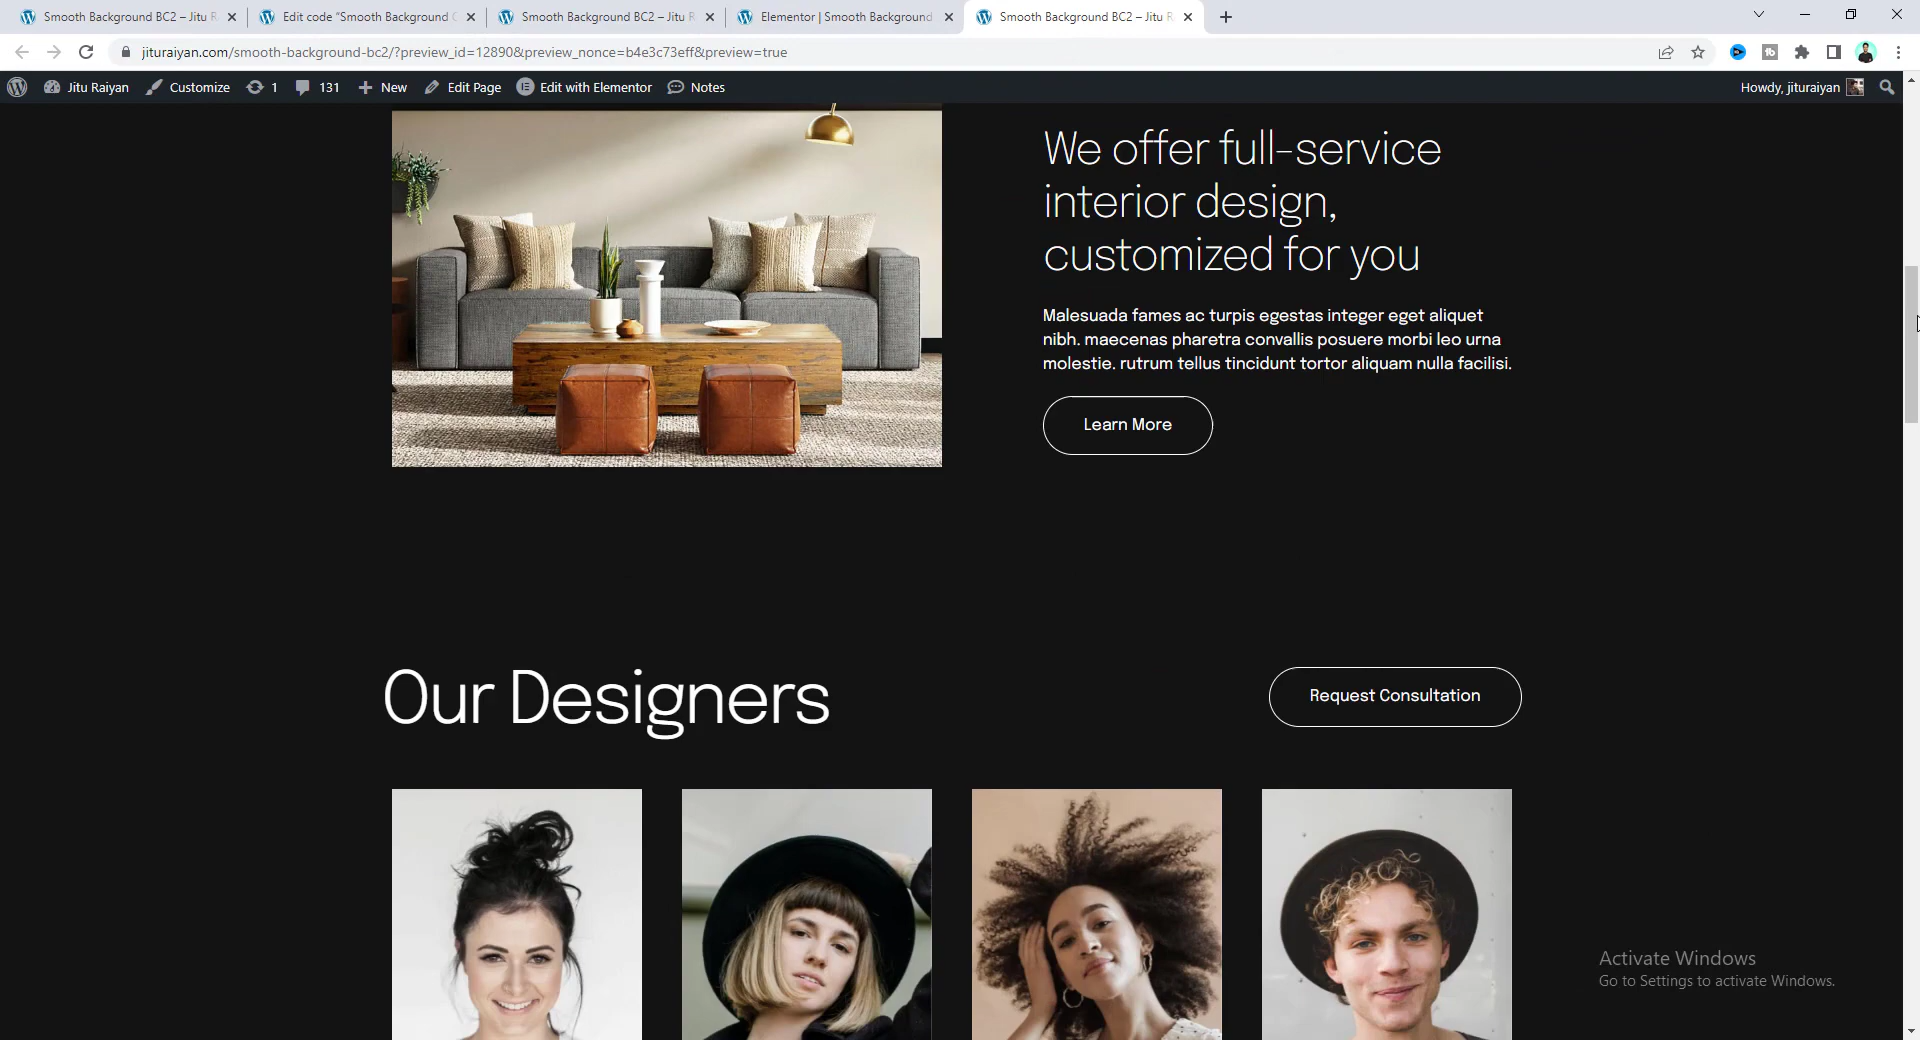 Smooth Background BC2 – Jitu R
Edit code "Smooth Background C
Smooth Background BC2 – Jitu R
Elementor | Smooth Background
Smooth Background BC2 – Jitu R
jituraiyan.com/smooth-background-bc2/?preview_id=12890&preview_nonce=b4e3c73eff&preview=true
Jitu Raiyan
Customize
1
131
New
Edit Page
Edit with Elementor
Notes
Howdy, jituraiyan
We offer full-service
interior design,
customized for you
Malesuada fames ac turpis egestas integer eget aliquet
nibh. maecenas pharetra convallis posuere morbi leo urna
molestie. rutrum tellus tincidunt tortor aliquam nulla facilisi.
Learn More
Our Designers
Request Consultation
Activate Windows
Go to Settings to activate Windows.